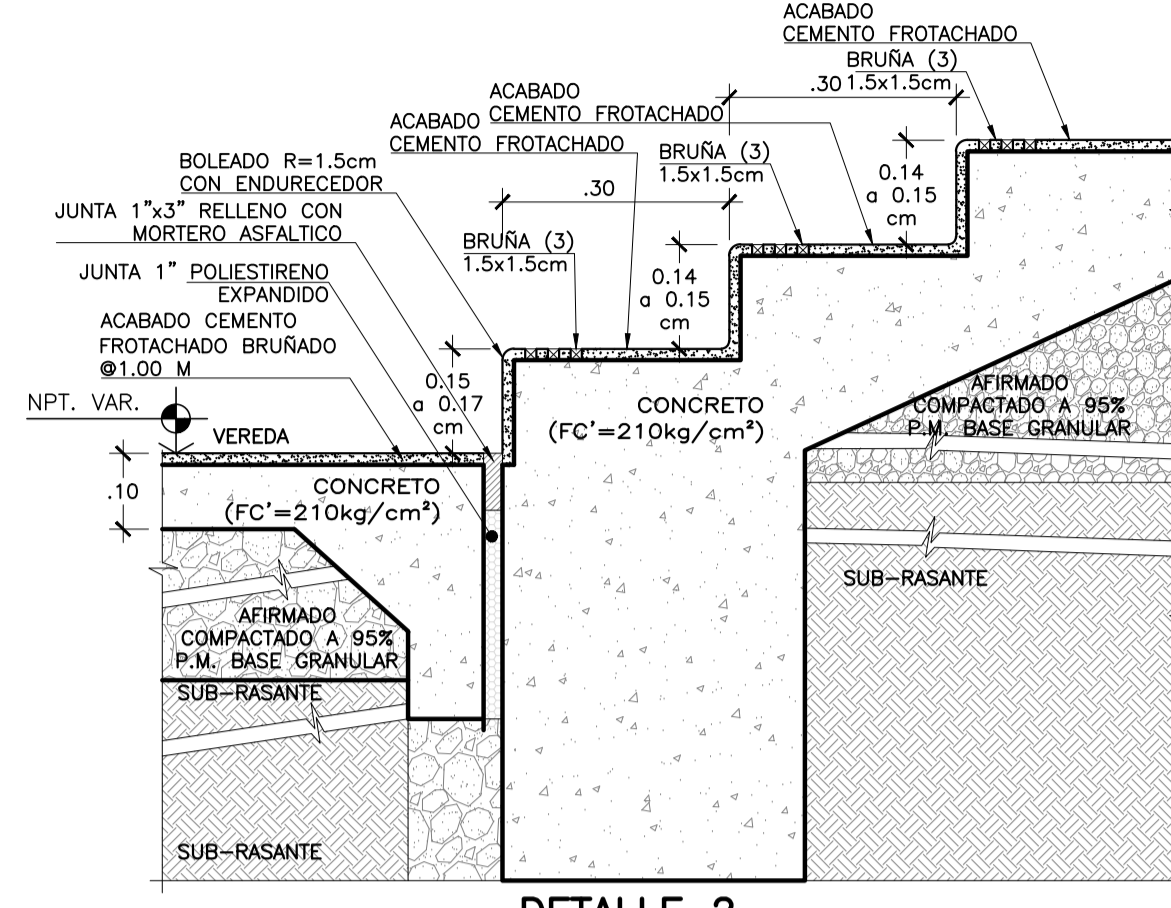 ACABADO
CEMENTO FROTACHADO
BRUÑA (3)
.30 1.5x1.5cm
ACABADO
CEMENTO FROTACHADO
ACABADO
CEMENTO FROTACHADO
BRUÑA (3)
1.5x1.5cm
0.14
a 0.15
cm
BOLEADO R=1.5cm
CON ENDURECEDOR
.30
JUNTA 1”x3” RELLENO CON
MORTERO ASFALTICO
BRUÑA (3)
1.5x1.5cm
JUNTA 1” POLIESTIRENO
EXPANDIDO
0.14
a 0.15
cm
ACABADO CEMENTO
FROTACHADO BRUÑADO
@1.00 M
0.15
a 0.17
cm
NPT. VAR.
VEREDA
CONCRETO
(FC'=210kg/cm²)
AFIRMADO
COMPACTADO A 95%
P.M. BASE GRANULAR
.10
CONCRETO
(FC'=210kg/cm²)
SUB-RASANTE
AFIRMADO
COMPACTADO A 95%
P.M. BASE GRANULAR
SUB-RASANTE
SUB-RASANTE